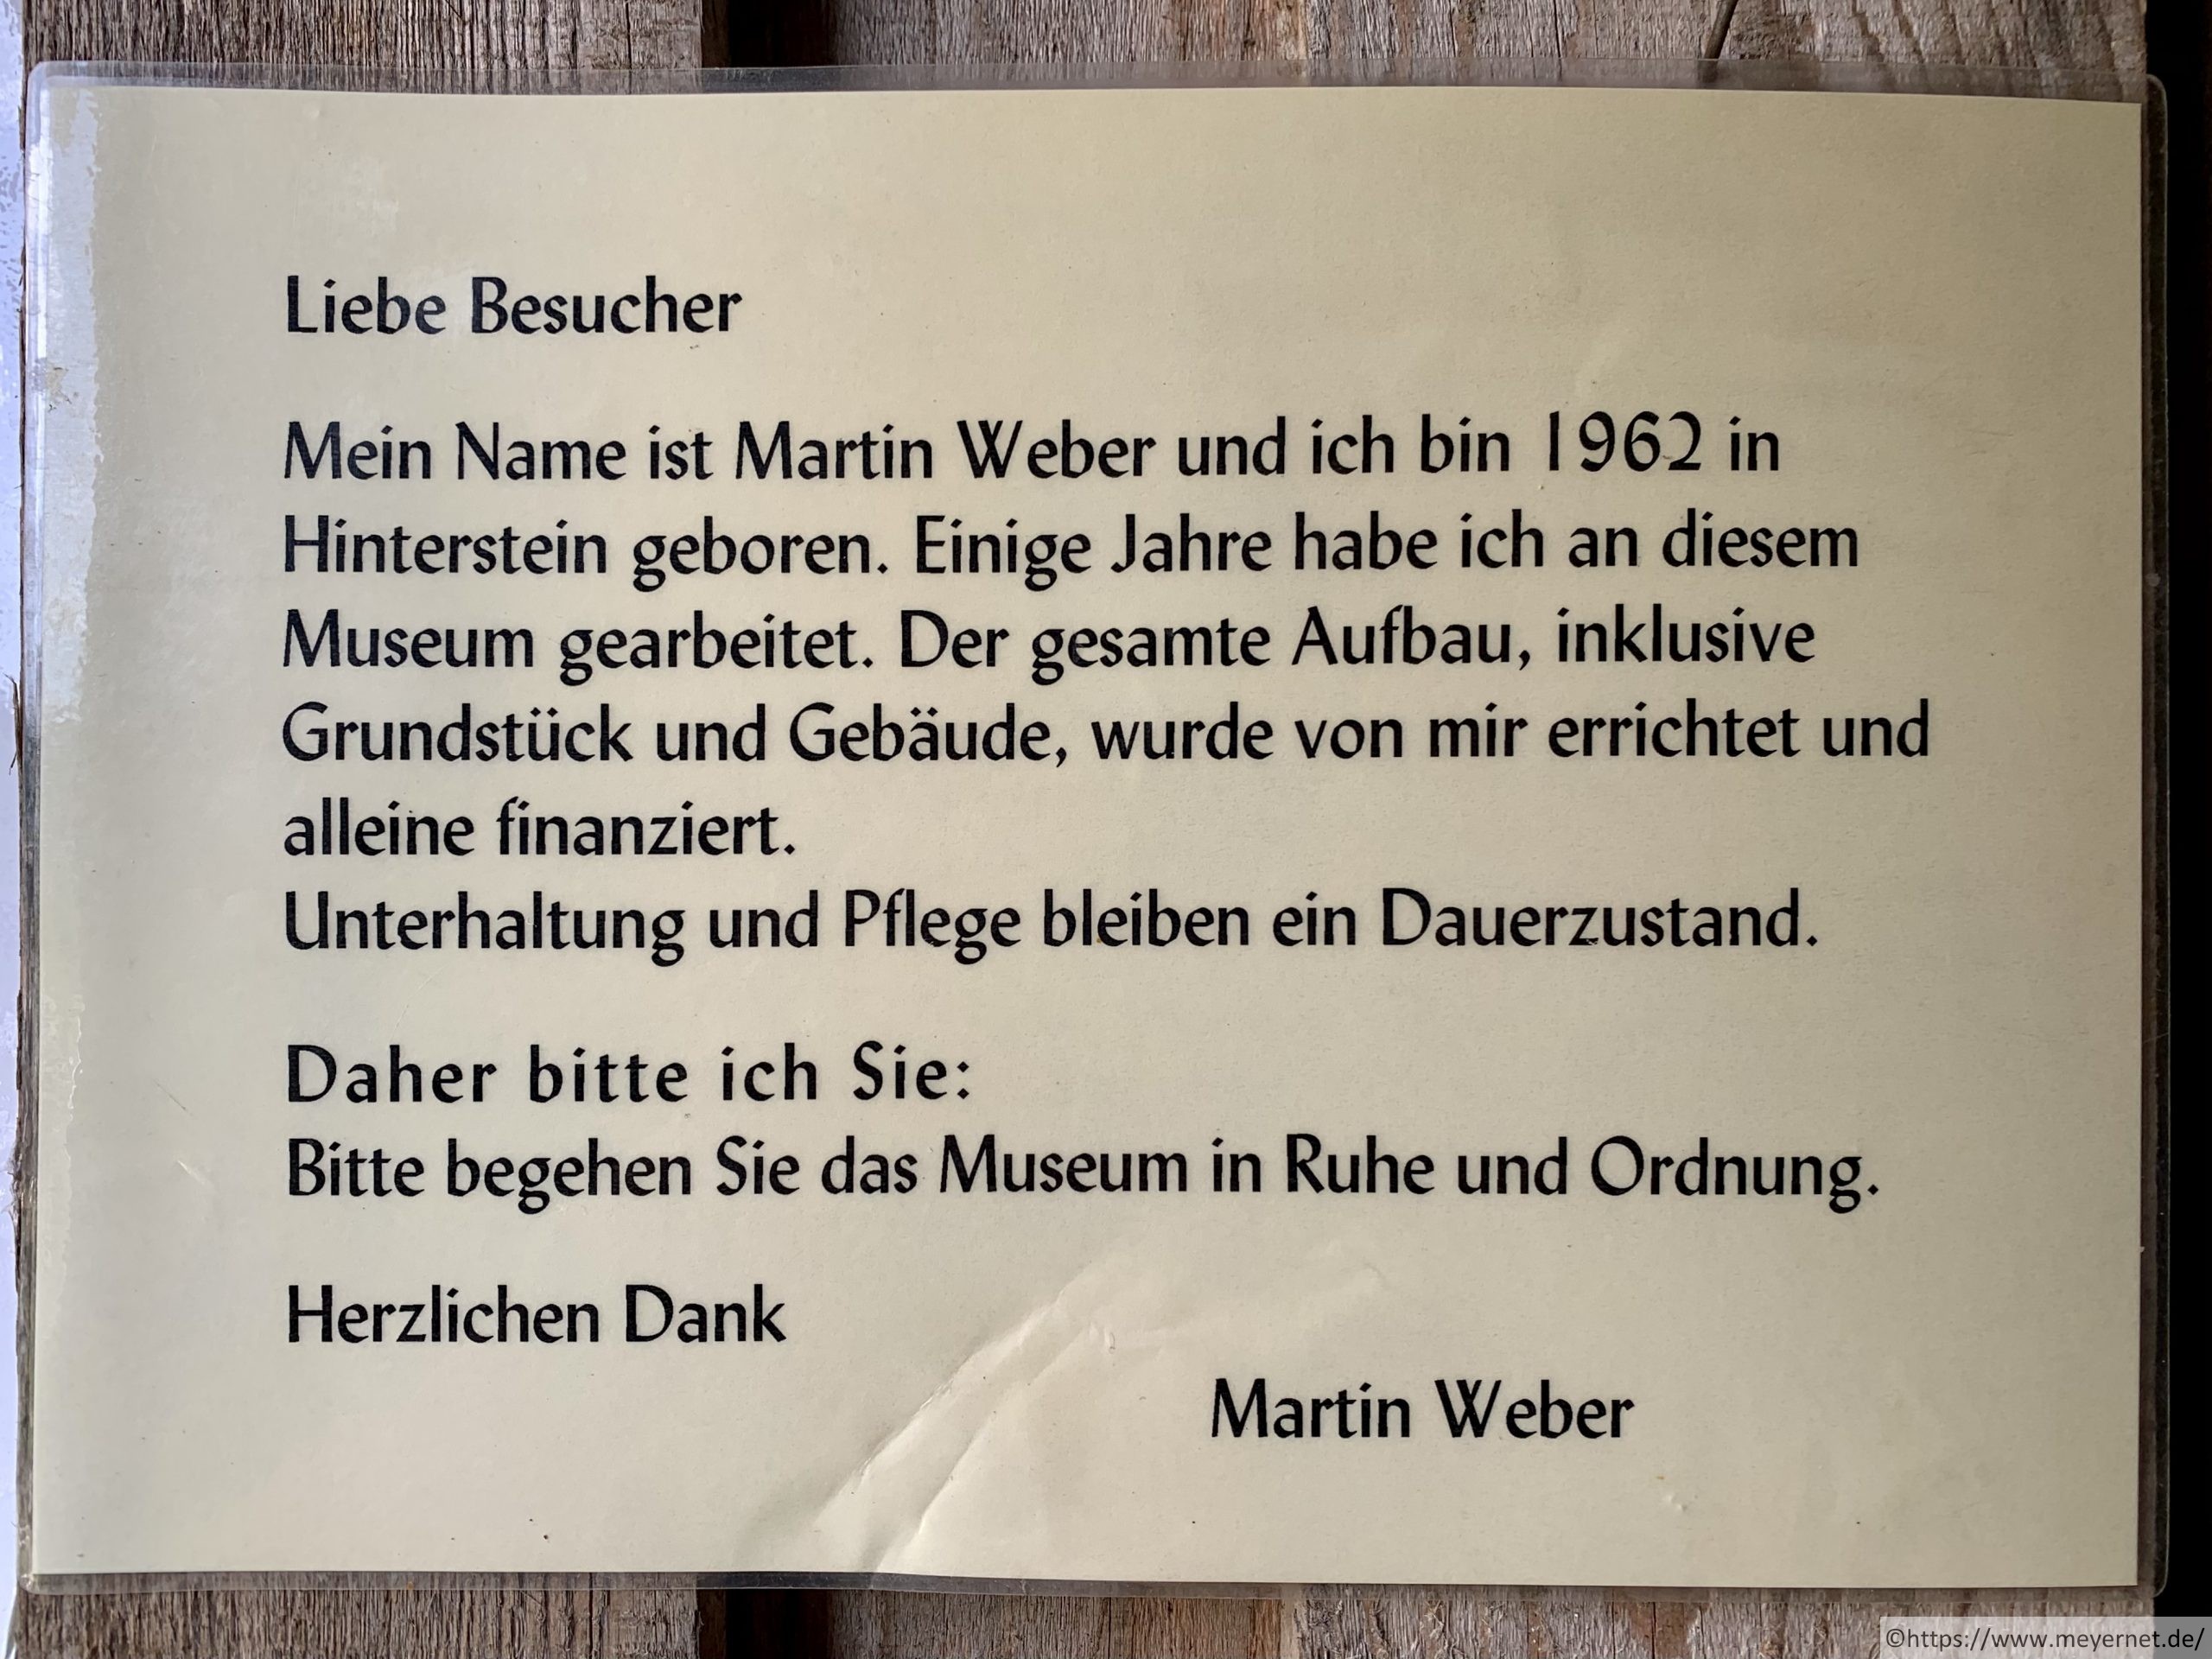 Liebe Besucher
Mein Name ist Martin Weber und ich bin 1962 in
Hinterstein geboren. Einige Jahre habe ich an diesem
Museum gearbeitet. Der gesamte Aufbau, inklusive
Grundstück und Gebäude, wurde von mir errichtet und
alleine finanziert.
Unterhaltung und Pflege bleiben ein Dauerzustand.
Daher bitte ich Sie:
Bitte begehen Sie das Museum in Ruhe und Ordnung.
Herzlichen Dank
Martin Weber
©https://www.meyernet.de/